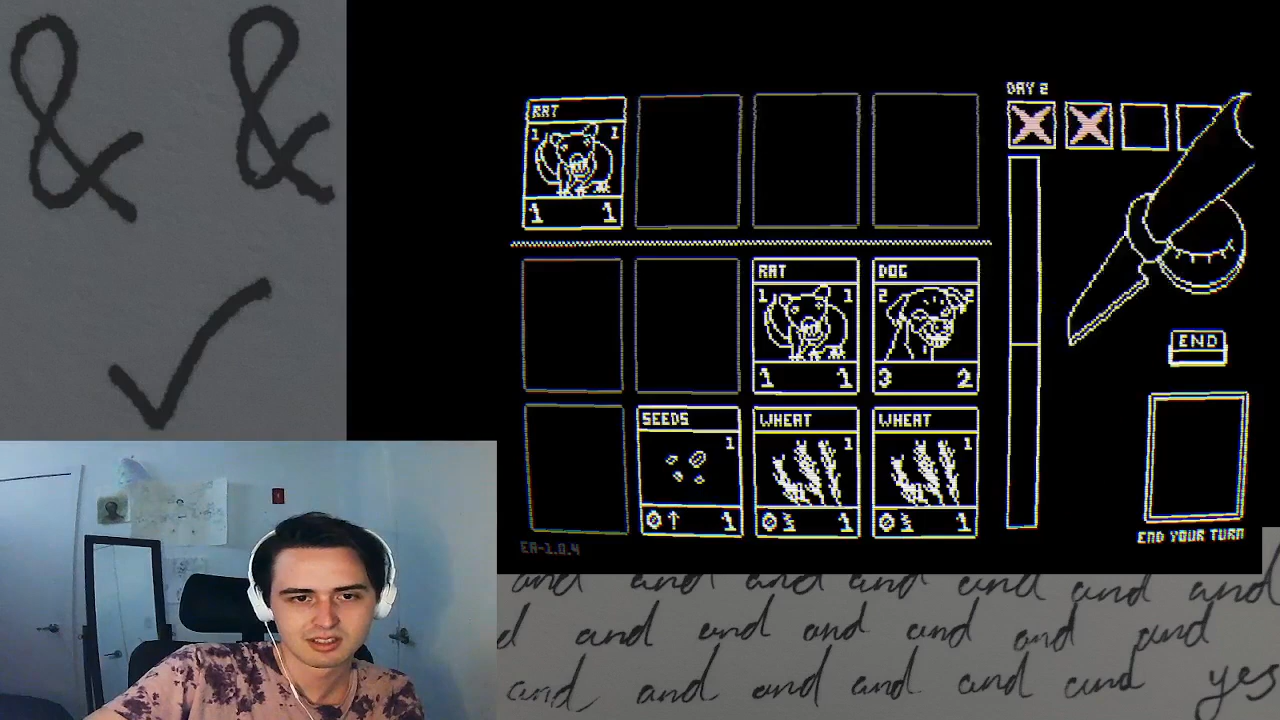 & &
DAY 2
RAT
1 1
1 1
RAT DOG
1 1 2 2
1 1 3 2
SEEDS WHEAT WHEAT
1 1 1
0↑ 1 0 1 0 1
END
END YOUR TURN
EA-1.0.4
and and and and and and and
and and and and and and
and and and and and and yes